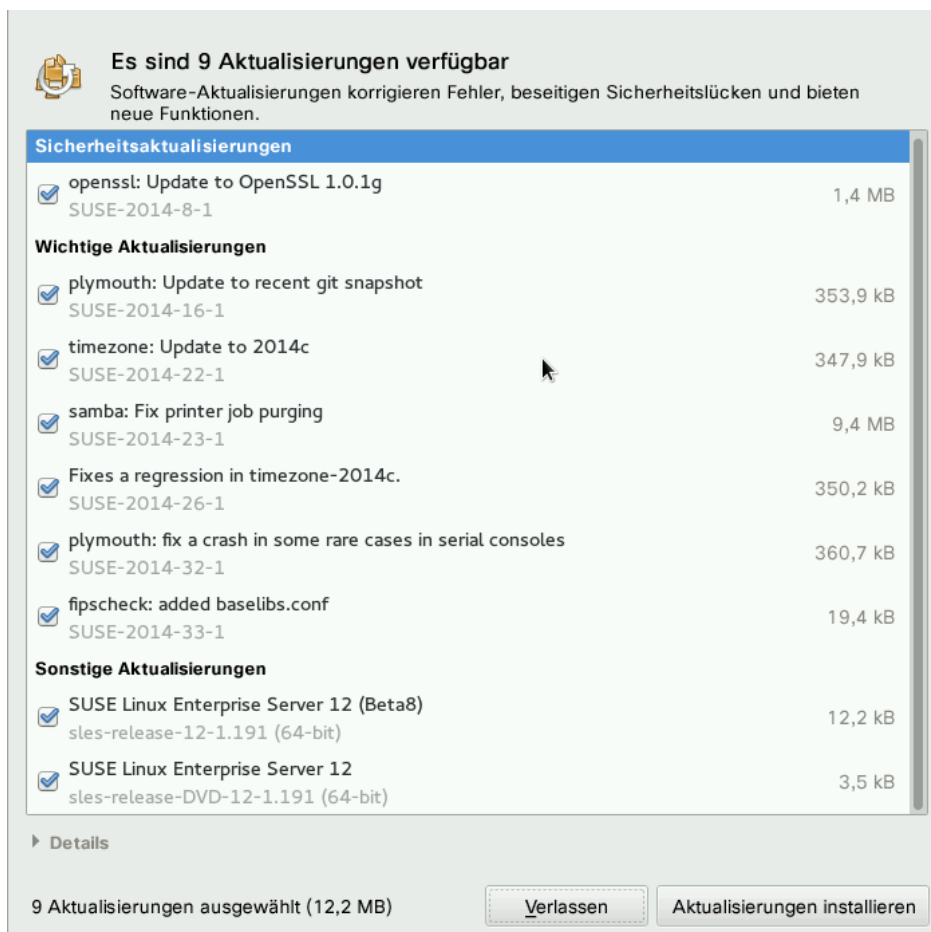 Es sind 9 Aktualisierungen verfügbar
Software-Aktualisierungen korrigieren Fehler, beseitigen Sicherheitslücken und bieten
neue Funktionen.
Sicherheitsaktualisierungen
openssl: Update to OpenSSL 1.0.1g
SUSE-2014-8-1
1,4 MB
Wichtige Aktualisierungen
plymouth: Update to recent git snapshot
SUSE-2014-16-1
353,9 kB
timezone: Update to 2014c
SUSE-2014-22-1
347,9 kB
samba: Fix printer job purging
SUSE-2014-23-1
9,4 MB
Fixes a regression in timezone-2014c.
SUSE-2014-26-1
350,2 kB
plymouth: fix a crash in some rare cases in serial consoles
SUSE-2014-32-1
360,7 kB
fipscheck: added baselibs.conf
SUSE-2014-33-1
19,4 kB
Sonstige Aktualisierungen
SUSE Linux Enterprise Server 12 (Beta8)
sles-release-12-1.191 (64-bit)
12,2 kB
SUSE Linux Enterprise Server 12
sles-release-DVD-12-1.191 (64-bit)
3,5 kB
Details
9 Aktualisierungen ausgewählt (12,2 MB)
Verlassen
Aktualisierungen installieren